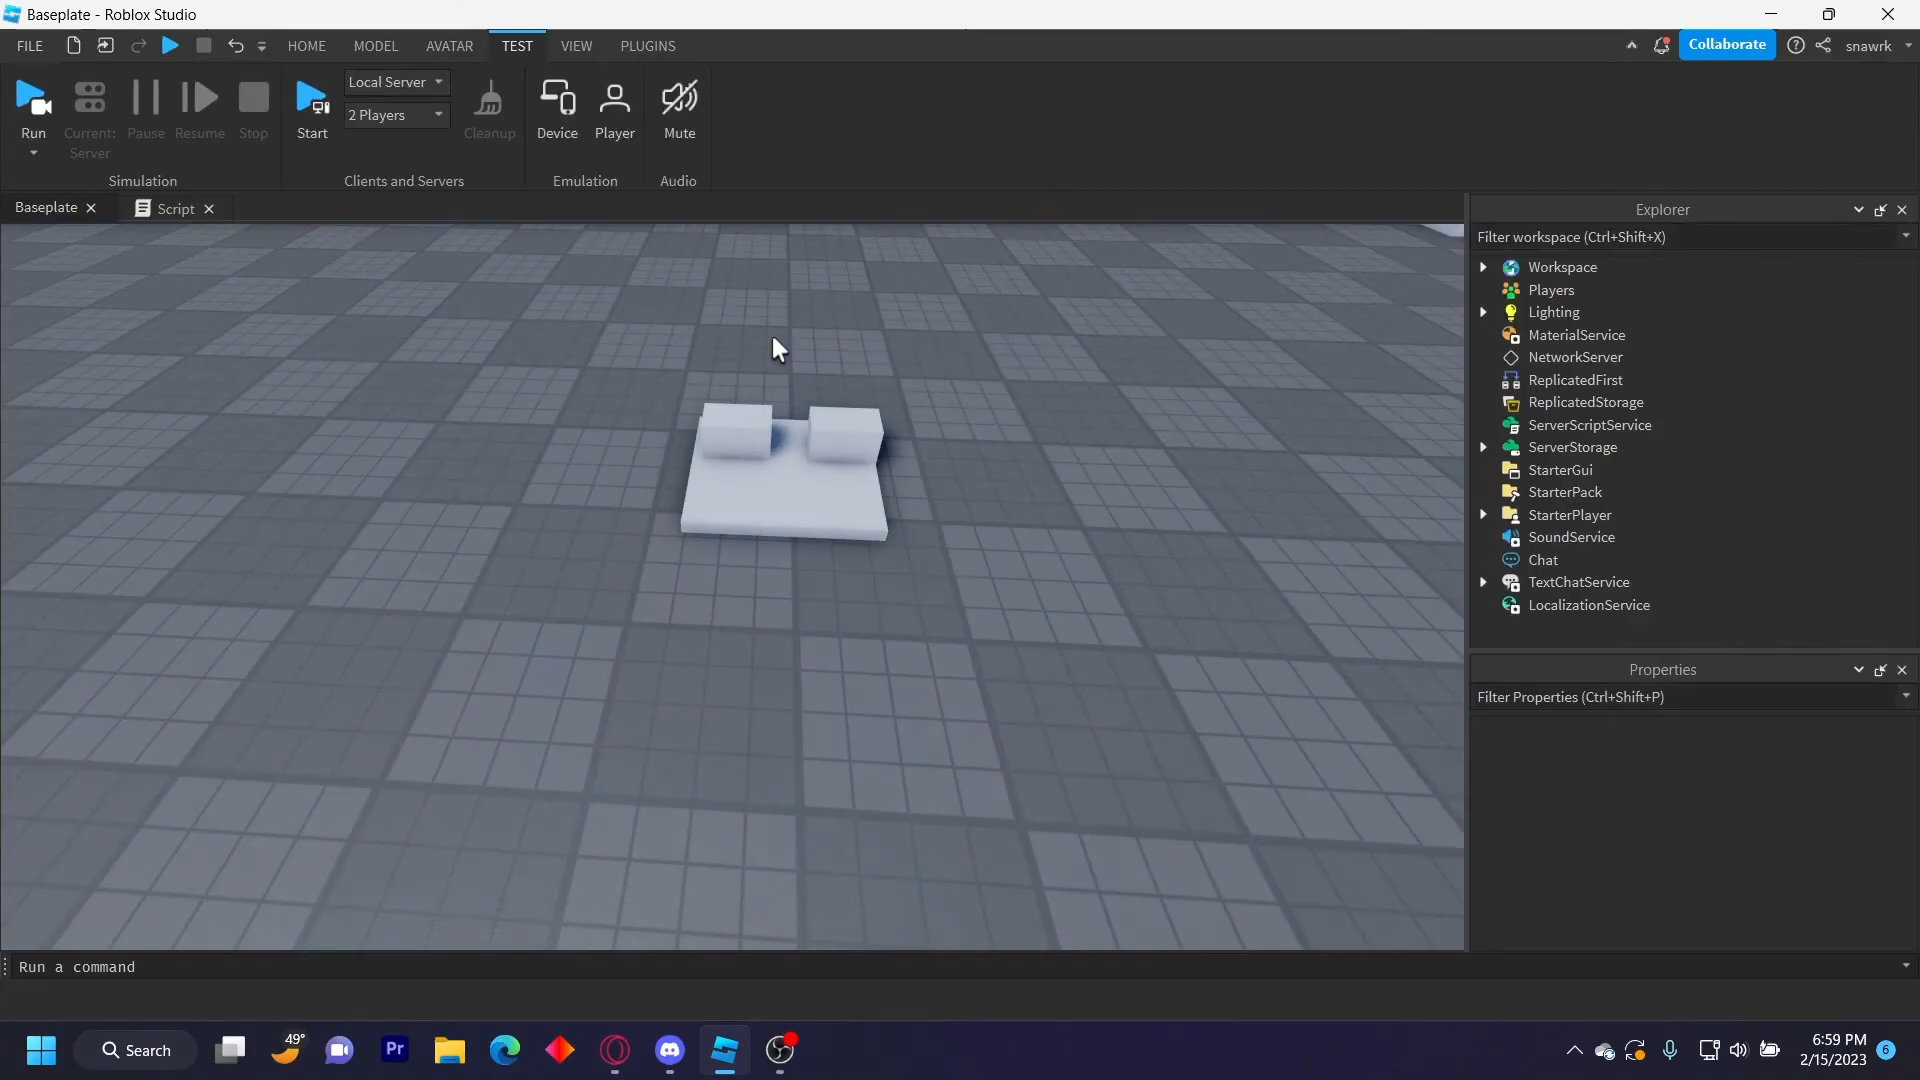 Baseplate - Roblox Studio
FILE HOME MODEL AVATAR TEST VIEW PLUGINS Collaborate snawrk
Run Current: Server Pause Resume Stop
Simulation
Start Local Server 2 Players Cleanup
Clients and Servers
Device Player
Emulation
Mute
Audio
Baseplate Script
Explorer
Filter workspace (Ctrl+Shift+X)
Workspace
Players
Lighting
MaterialService
NetworkServer
ReplicatedFirst
ReplicatedStorage
ServerScriptService
ServerStorage
StarterGui
StarterPack
StarterPlayer
SoundService
Chat
TextChatService
LocalizationService
Properties
Filter Properties (Ctrl+Shift+P)
Run a command
Search 49° Pr
6:59 PM
2/15/2023 6